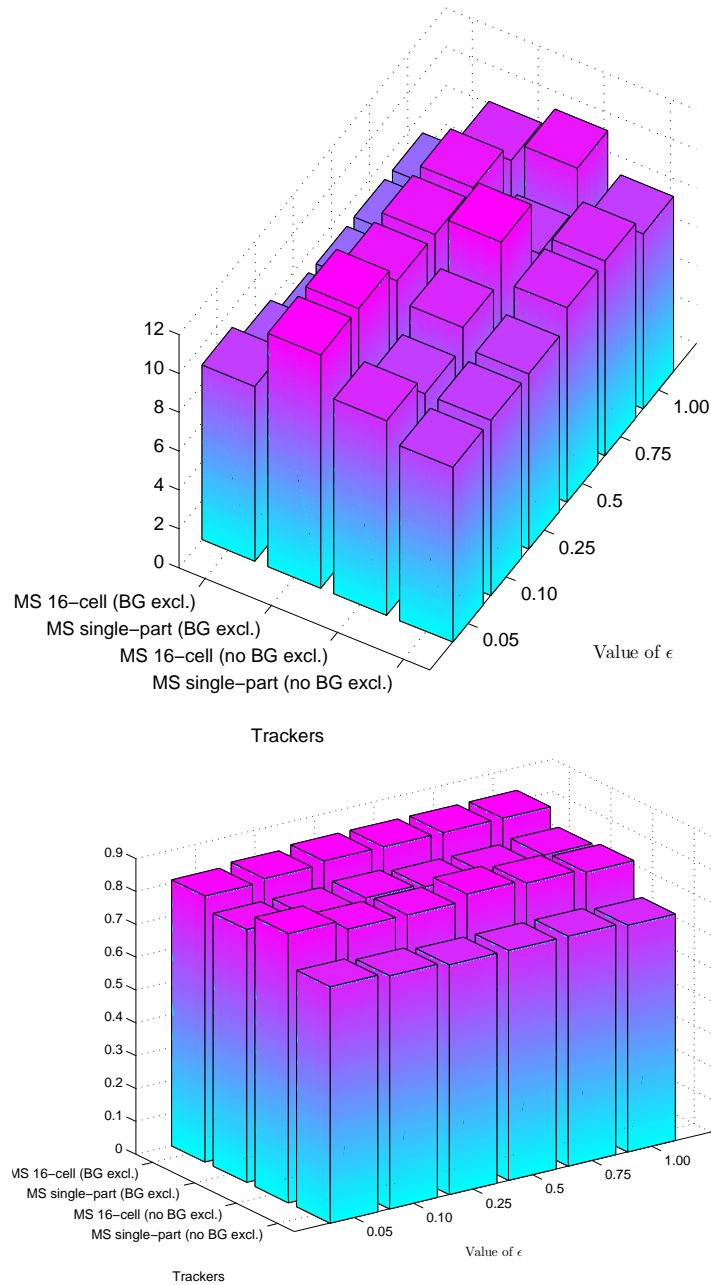 12
10
8
6
4
2
0
MS 16−cell (BG excl.)
MS single−part (BG excl.)
MS 16−cell (no BG excl.)
MS single−part (no BG excl.)
0.05
0.10
0.25
0.5
0.75
1.00
Value of ϵ
Trackers
0.9
0.8
0.7
0.6
0.5
0.4
0.3
0.2
0.1
0
MS 16−cell (BG excl.)
MS single−part (BG excl.)
MS 16−cell (no BG excl.)
MS single−part (no BG excl.)
0.05
0.10
0.25
0.5
0.75
1.00
Value of ϵ
Trackers